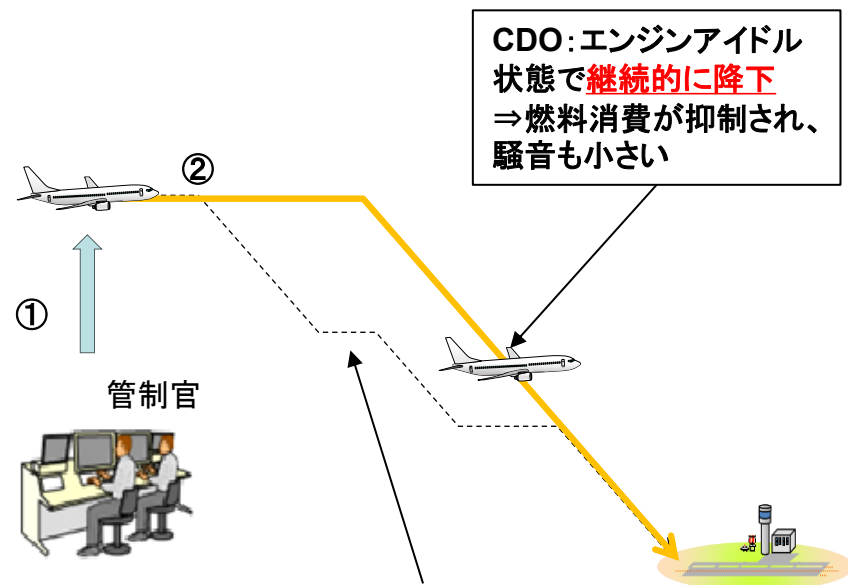 CDO:エンジンアイドル
状態で継続的に降下
⇒燃料消費が抑制され、
騒音も小さい
②
①
管制官